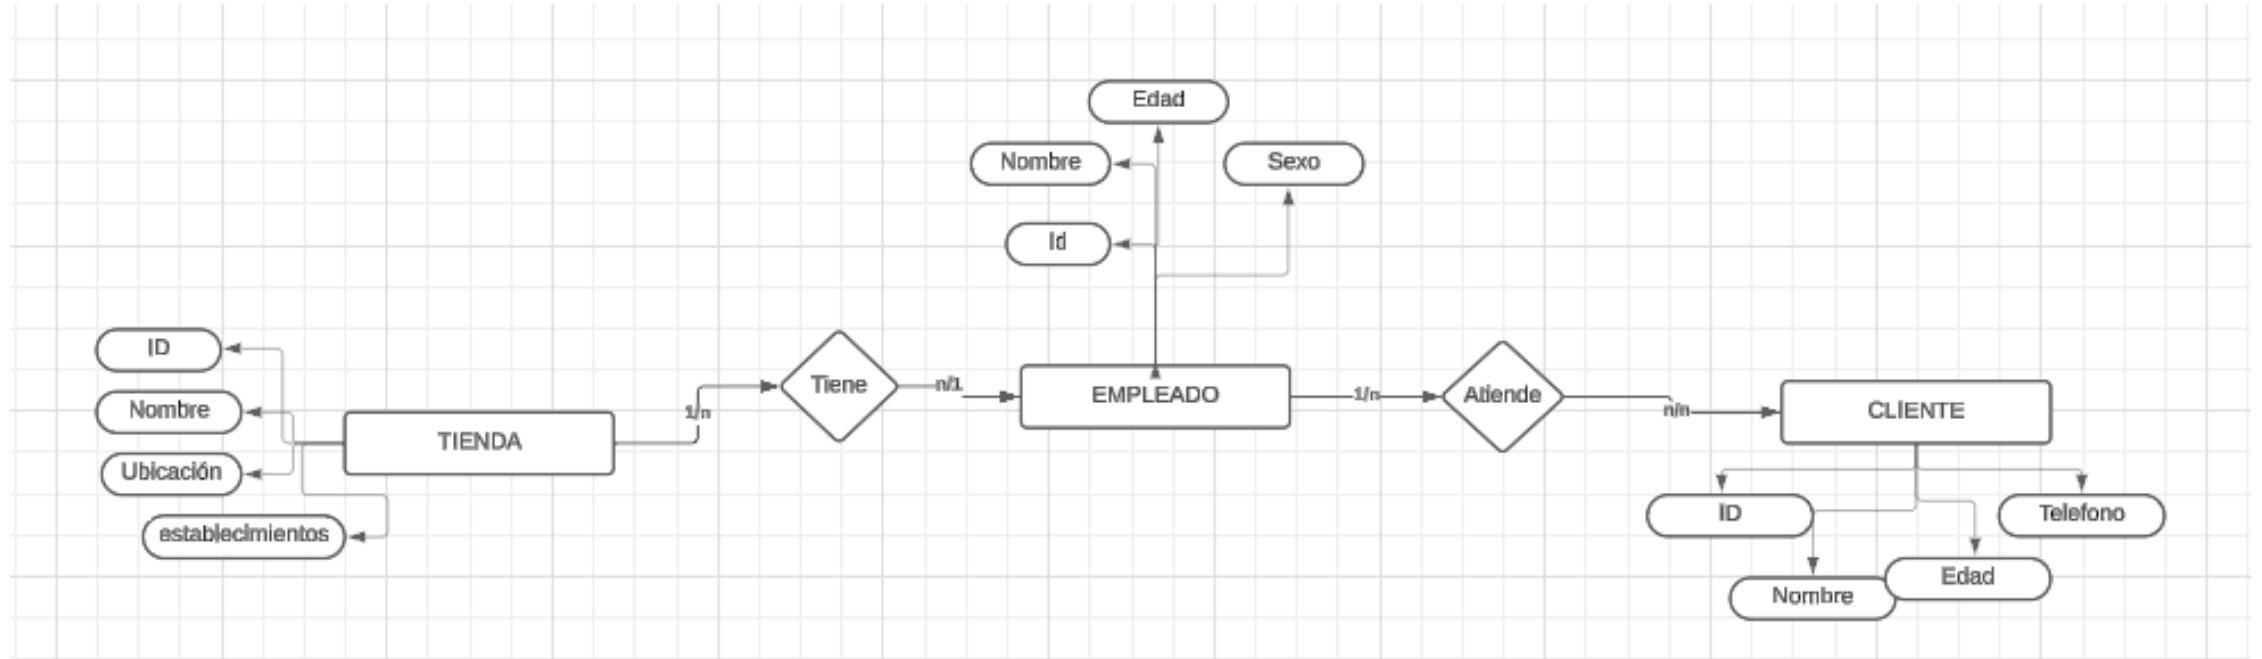 Edad
Nombre
Sexo
Id
ID
Nombre
Ubicación
establecimientos
TIENDA
1/n
Tiene
n/1
EMPLEADO
1/n
Atiende
n/n
CLIENTE
ID
Telefono
Nombre
Edad